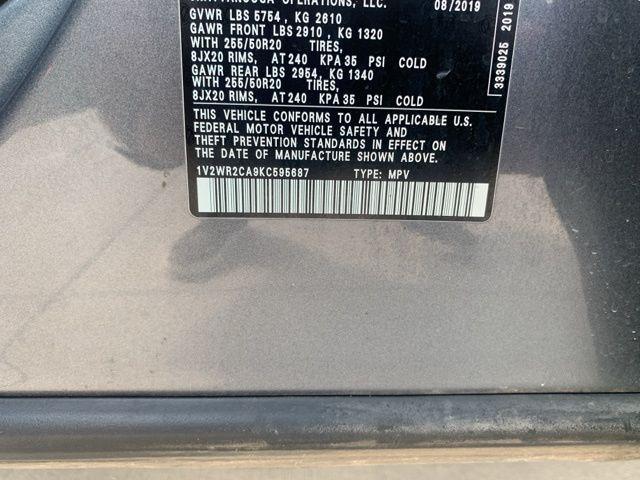 OPERATIONS, LLC. 08/2019
GVWR LBS 5754 , KG 2610
GAWR FRONT LBS 2910 , KG 1320
WITH 255/50R20 TIRES,
8JX20 RIMS, AT 240 KPA 35 PSI COLD
GAWR REAR LBS 2954, KG 1340
WITH 255/50R20 TIRES,
8JX20 RIMS, AT 240 KPA 35 PSI COLD
THIS VEHICLE CONFORMS TO ALL APPLICABLE U.S.
FEDERAL MOTOR VEHICLE SAFETY AND
THEFT PREVENTION STANDARDS IN EFFECT ON
THE DATE OF MANUFACTURE SHOWN ABOVE.
1V2WR2CA9KC595687 TYPE: MPV
3339025 2019